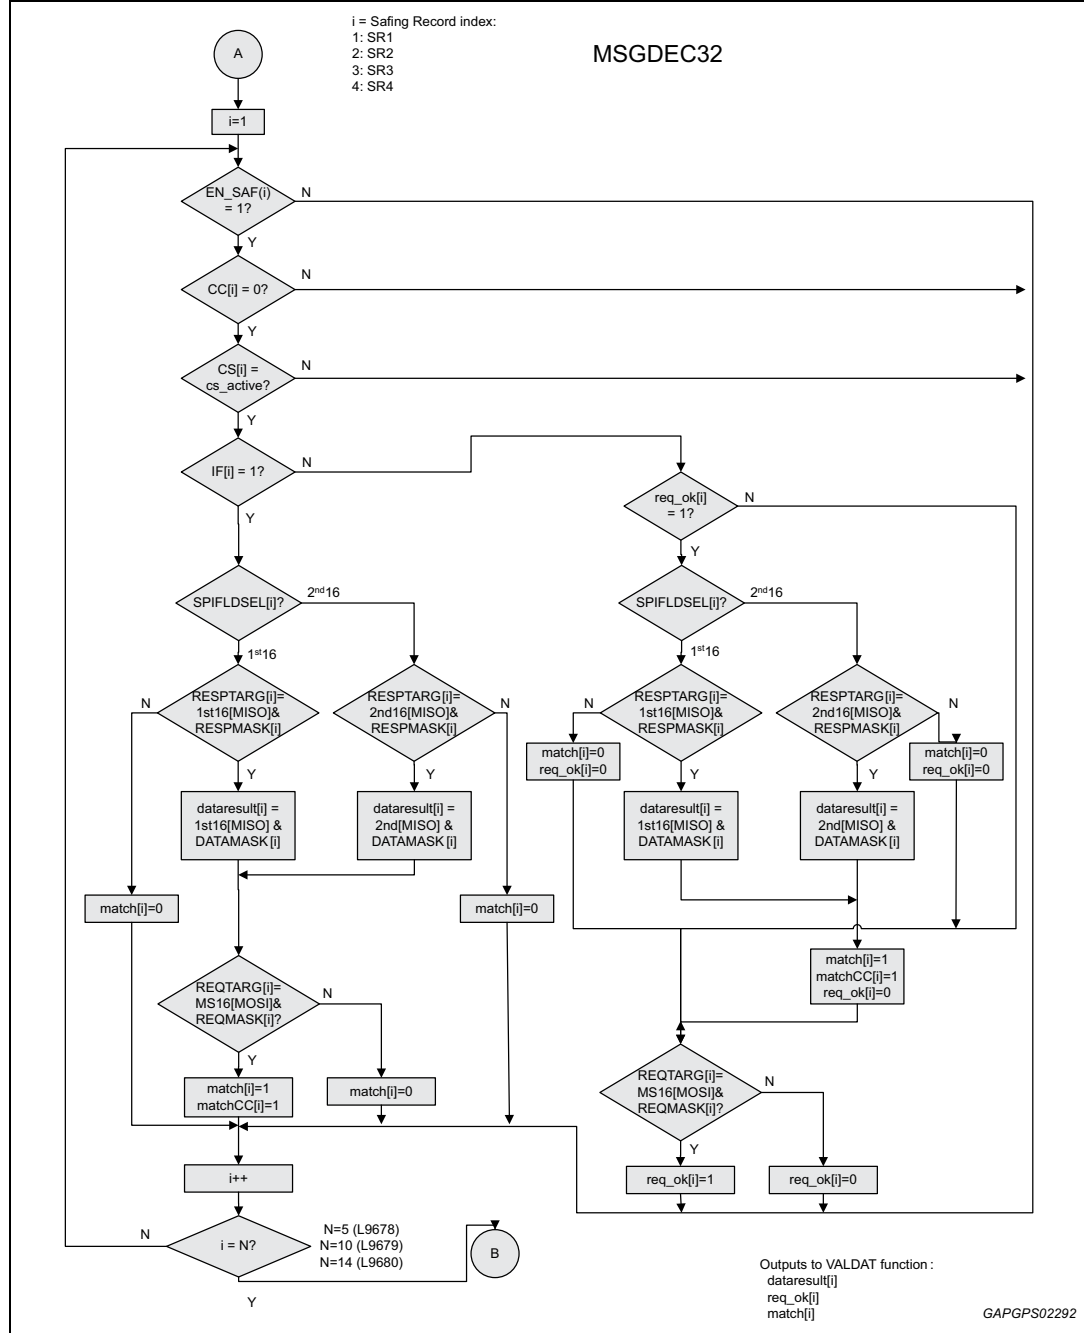 i = Safing Record index:
1: SR1
2: SR2
3: SR3
4: SR4
MSGDEC32
A
i=1
EN_SAF(i)
= 1?
N
Y
CC[i] = 0?
N
Y
CS[i] =
cs_active?
N
Y
IF[i] = 1?
N
Y
req_ok[i]
= 1?
N
Y
SPIFLDSEL[i]?
2nd16
1st16
SPIFLDSEL[i]?
2nd16
1st16
RESPTARG[i]=
1st16[MISO]&
RESPMASK[i]
N
Y
RESPTARG[i]=
2nd16[MISO]&
RESPMASK[i]
N
Y
RESPTARG[i]=
1st16[MISO]&
RESPMASK[i]
N
Y
RESPTARG[i]=
2nd16[MISO]&
RESPMASK[i]
N
Y
match[i]=0
req_ok[i]=0
match[i]=0
req_ok[i]=0
dataresult[i] =
1st16[MISO] &
DATAMASK[i]
dataresult[i] =
2nd[MISO] &
DATAMASK[i]
dataresult[i] =
1st16[MISO] &
DATAMASK[i]
dataresult[i] =
2nd[MISO] &
DATAMASK[i]
match[i]=0
match[i]=0
match[i]=1
matchCC[i]=1
req_ok[i]=0
REQTARG[i]=
MS16[MOSI]&
REQMASK[i]?
N
Y
match[i]=1
matchCC[i]=1
match[i]=0
REQTARG[i]=
MS16[MOSI]&
REQMASK[i]?
N
Y
req_ok[i]=1
req_ok[i]=0
i++
i = N?
N
Y
N=5 (L9678)
N=10 (L9679)
N=14 (L9680)
B
Outputs to VALDAT function :
dataresult[i]
req_ok[i]
match[i]
GAPGPS02292